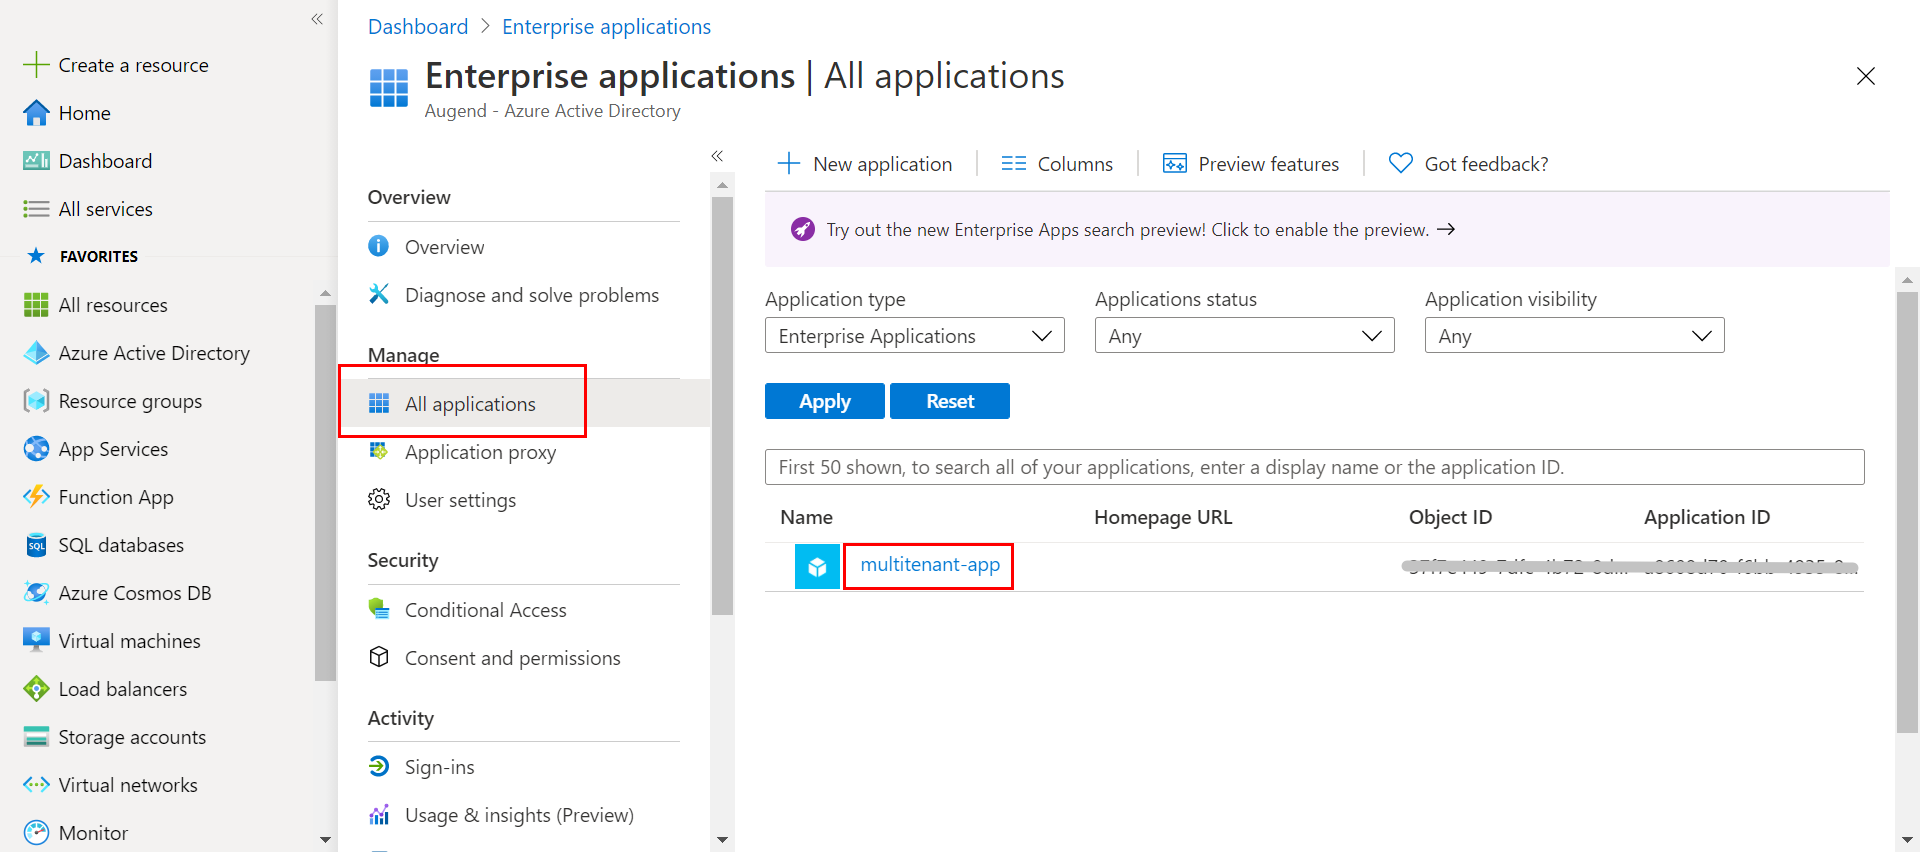 Create a resource
Home
Dashboard
All services
FAVORITES
All resources
Azure Active Directory
Resource groups
App Services
Function App
SQL databases
Azure Cosmos DB
Virtual machines
Load balancers
Storage accounts
Virtual networks
Monitor
Dashboard > Enterprise applications
Enterprise applications | All applications
Augend - Azure Active Directory
Overview
Overview
Diagnose and solve problems
Manage
All applications
Application proxy
User settings
Security
Conditional Access
Consent and permissions
Activity
Sign-ins
Usage & insights (Preview)
New application Columns Preview features Got feedback?
Try out the new Enterprise Apps search preview! Click to enable the preview. →
Application type Applications status Application visibility
Enterprise Applications Any Any
Apply Reset
First 50 shown, to search all of your applications, enter a display name or the application ID.
Name Homepage URL Object ID Application ID
multitenant-app